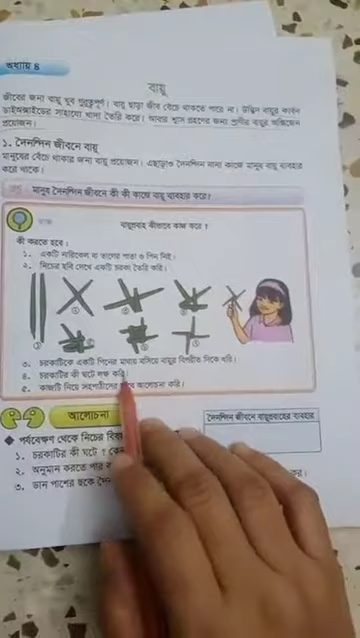 অধ্যায় ৪
বায়ু
জীবের জন্য বায়ু খুব গুরুত্বপূর্ণ। বায়ু ছাড়া জীব বেঁচে থাকতে পারে না। উদ্ভিদ বায়ুর কার্বন
ডাইঅক্সাইডের সাহায্যে খাদ্য তৈরি করে। আবার শ্বাস গ্রহণের জন্য প্রাণীর বায়ুর অক্সিজেন
প্রয়োজন।
১. দৈনন্দিন জীবনে বায়ু
মানুষের বেঁচে থাকার জন্য বায়ু প্রয়োজন। এছাড়াও দৈনন্দিন নানা কাজে মানুষ বায়ু ব্যবহার
করে থাকে।
মানুষ দৈনন্দিন জীবনে কী কী কাজে বায়ু ব্যবহার করে?
কাজ
বায়ুপ্রবাহ কীভাবে কাজ করে ?
কী করতে হবে :
১. একটি নারিকেল বা তালের পাতা ও পিন নিই।
২. নিচের ছবি দেখে একটি চরকা তৈরি করি।
৩. চরকাটিকে একটি পিনের মাথায় বসিয়ে বায়ুর বিপরীত দিকে ধরি।
৪. চরকাটির কী ঘটে লক্ষ করি।
৫. কাজটি নিয়ে সহপাঠীদের আলোচনা করি।
আলোচনা
দৈনন্দিন জীবনে বায়ুপ্রবাহের ব্যবহার
◆ পর্যবেক্ষণ থেকে নিচের
১. চরকাটির কী ঘটে ?
২. অনুমান করতে পার
৩. ডান পাশের ছকে